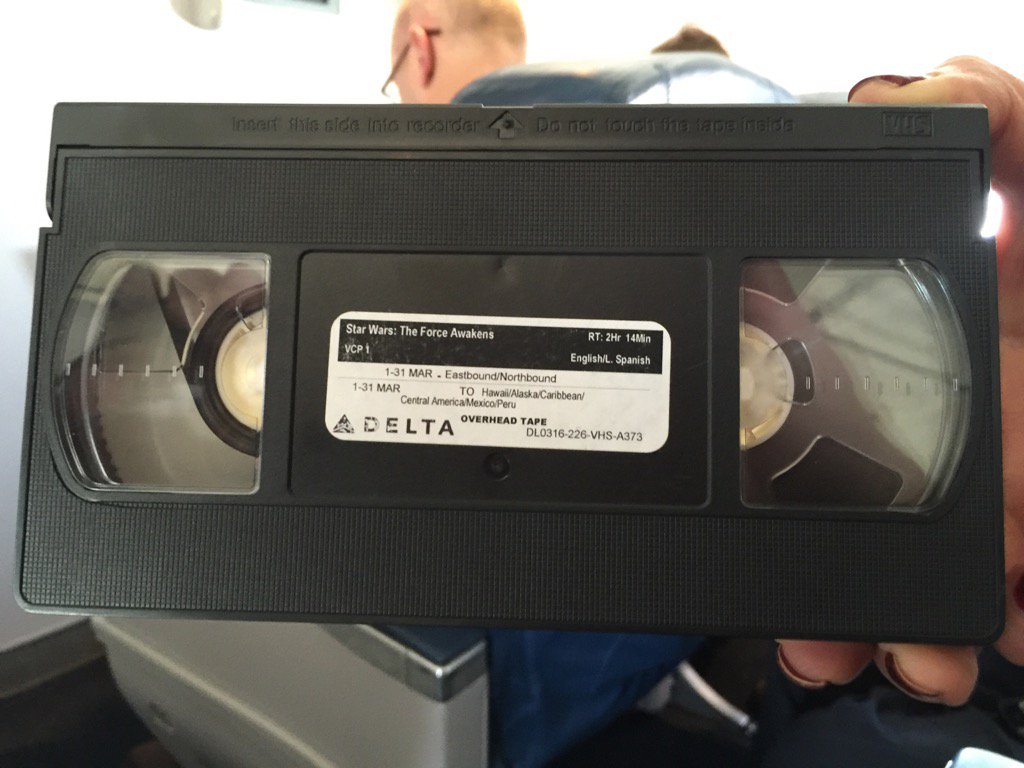 Insert this side into recorder Do not touch the tape inside VHS
Star Wars: The Force Awakens RT: 2Hr 14Min
VCP 1 English/L. Spanish
1-31 MAR - Eastbound/Northbound
1-31 MAR TO Hawaii/Alaska/Caribbean/
Central America/Mexico/Peru
DELTA OVERHEAD TAPE
DL0316-226-VHS-A373